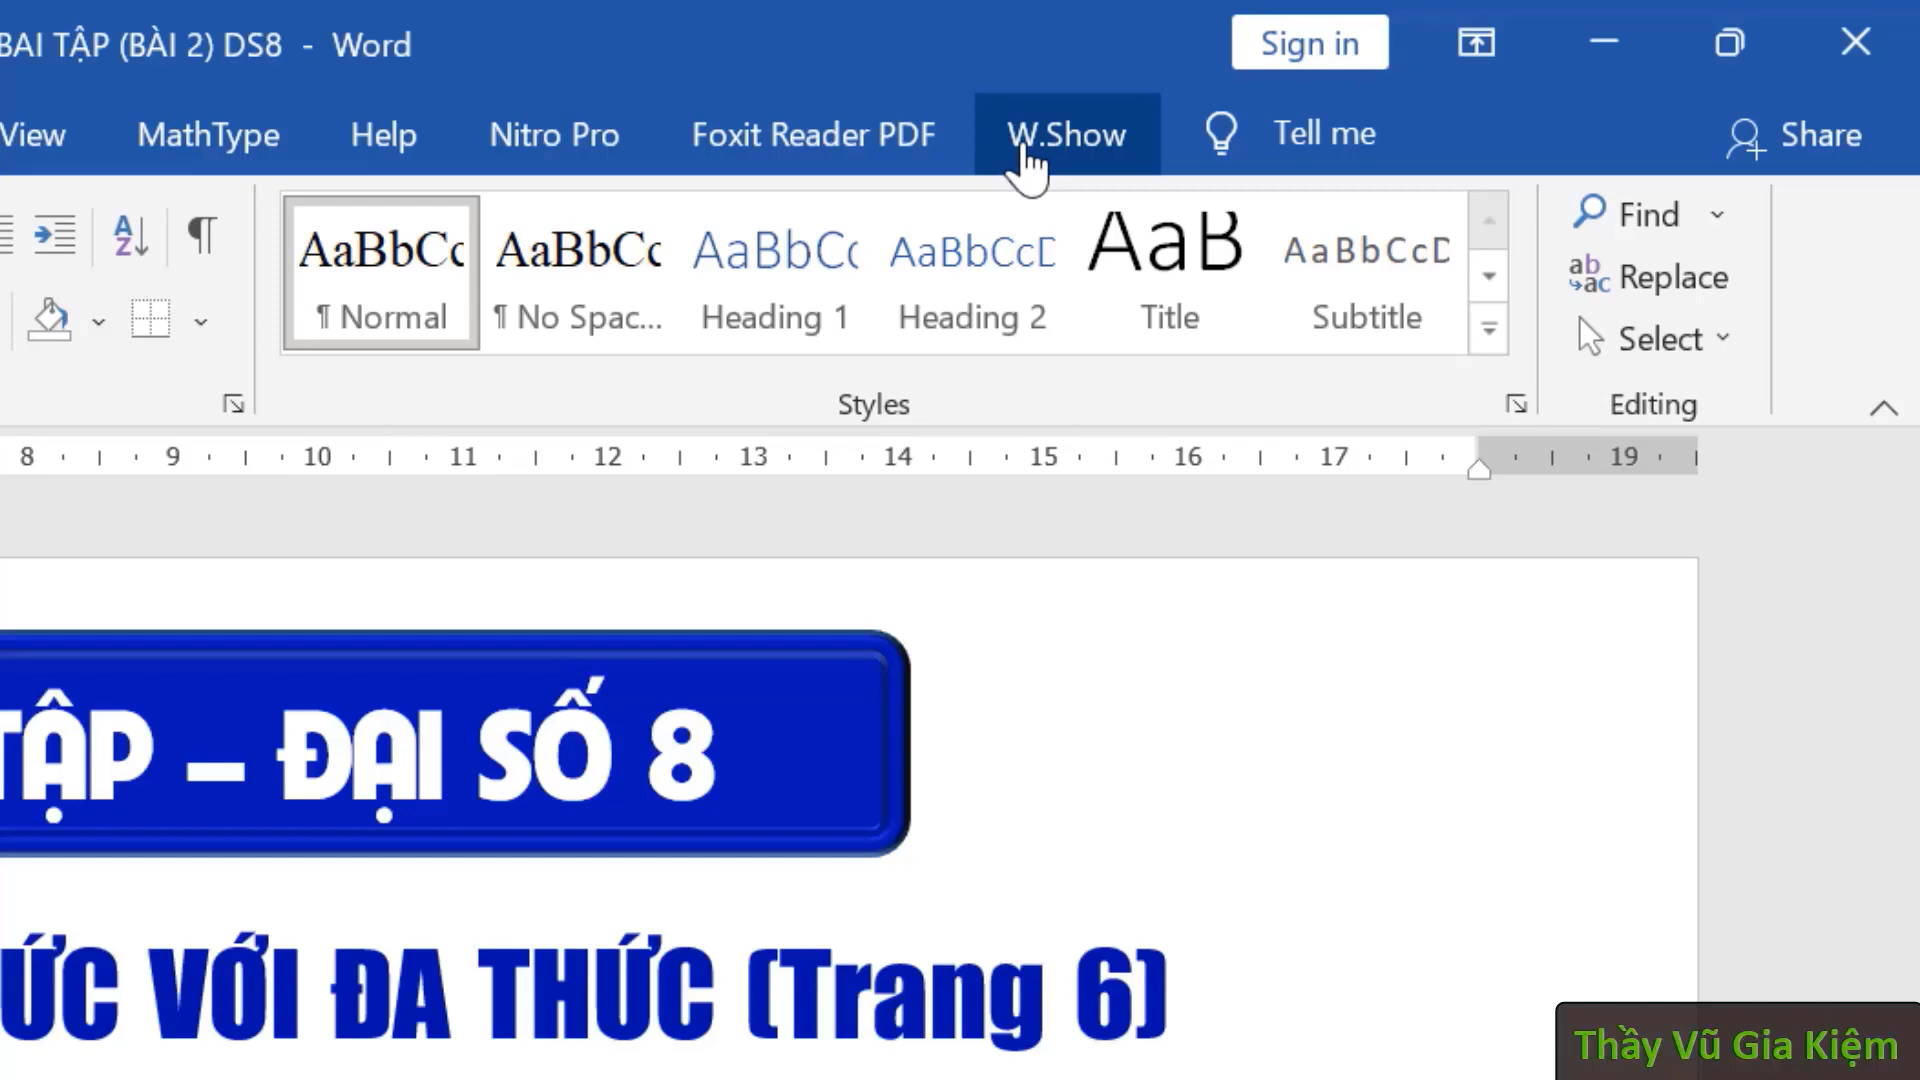 BAI TẬP (BÀI 2) DS8 - Word
Sign in
View MathType Help Nitro Pro Foxit Reader PDF W.Show Tell me Share
AaBbCc AaBbCc AaBbCc AaBbCcD AaB AaBbCcD
¶ Normal ¶ No Spac... Heading 1 Heading 2 Title Subtitle
Find
Replace
Select
Styles Editing
8 9 10 11 12 13 14 15 16 17 19
TẬP – ĐẠI SỐ 8
ỨC VỚI ĐA THỨC (Trang 6)
Thầy Vũ Gia Kiệm